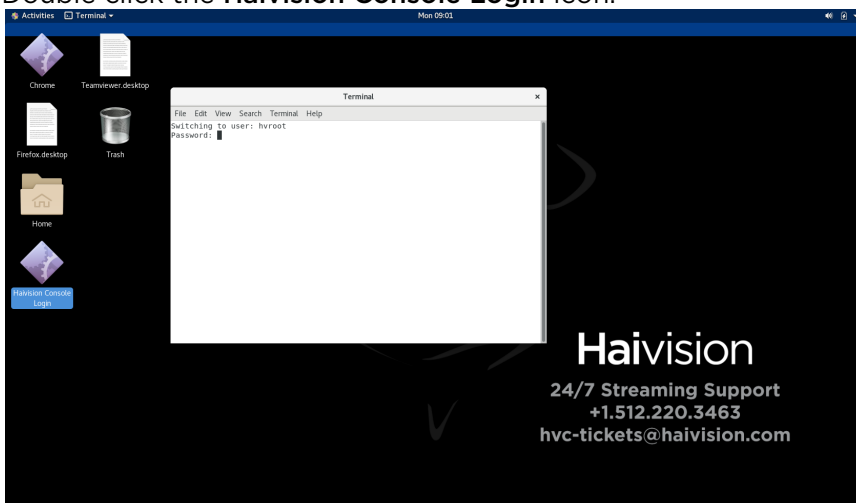 Double-click the Haivision Console Login icon.
Activities Terminal Mon 09:01
Chrome
Teamviewer.desktop
Firefox.desktop
Trash
Home
Haivision Console
Login
Terminal
File Edit View Search Terminal Help
Switching to user: hvroot
Password:
Haivision
24/7 Streaming Support
+1.512.220.3463
hvc-tickets@haivision.com